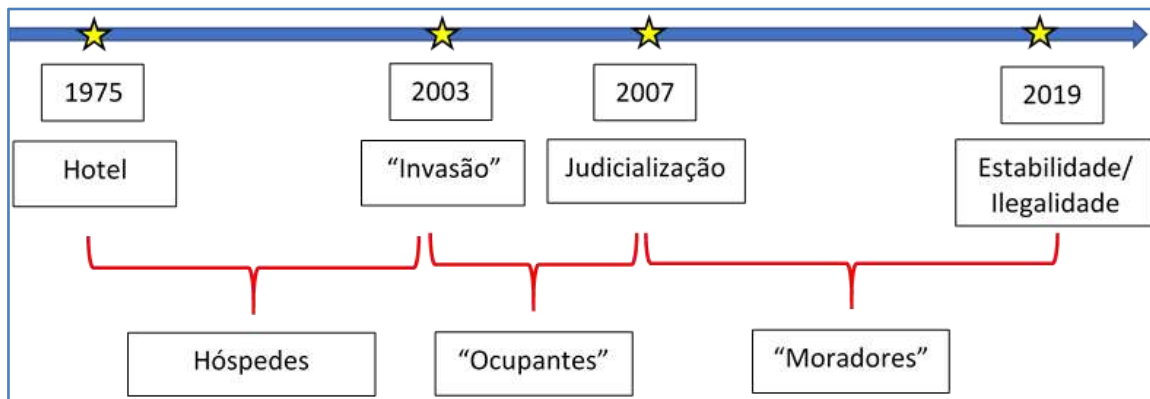 1975
2003
2007
2019
Hotel
“Invasão”
Judicialização
Estabilidade/
Ilegalidade
Hóspedes
“Ocupantes”
“Moradores”